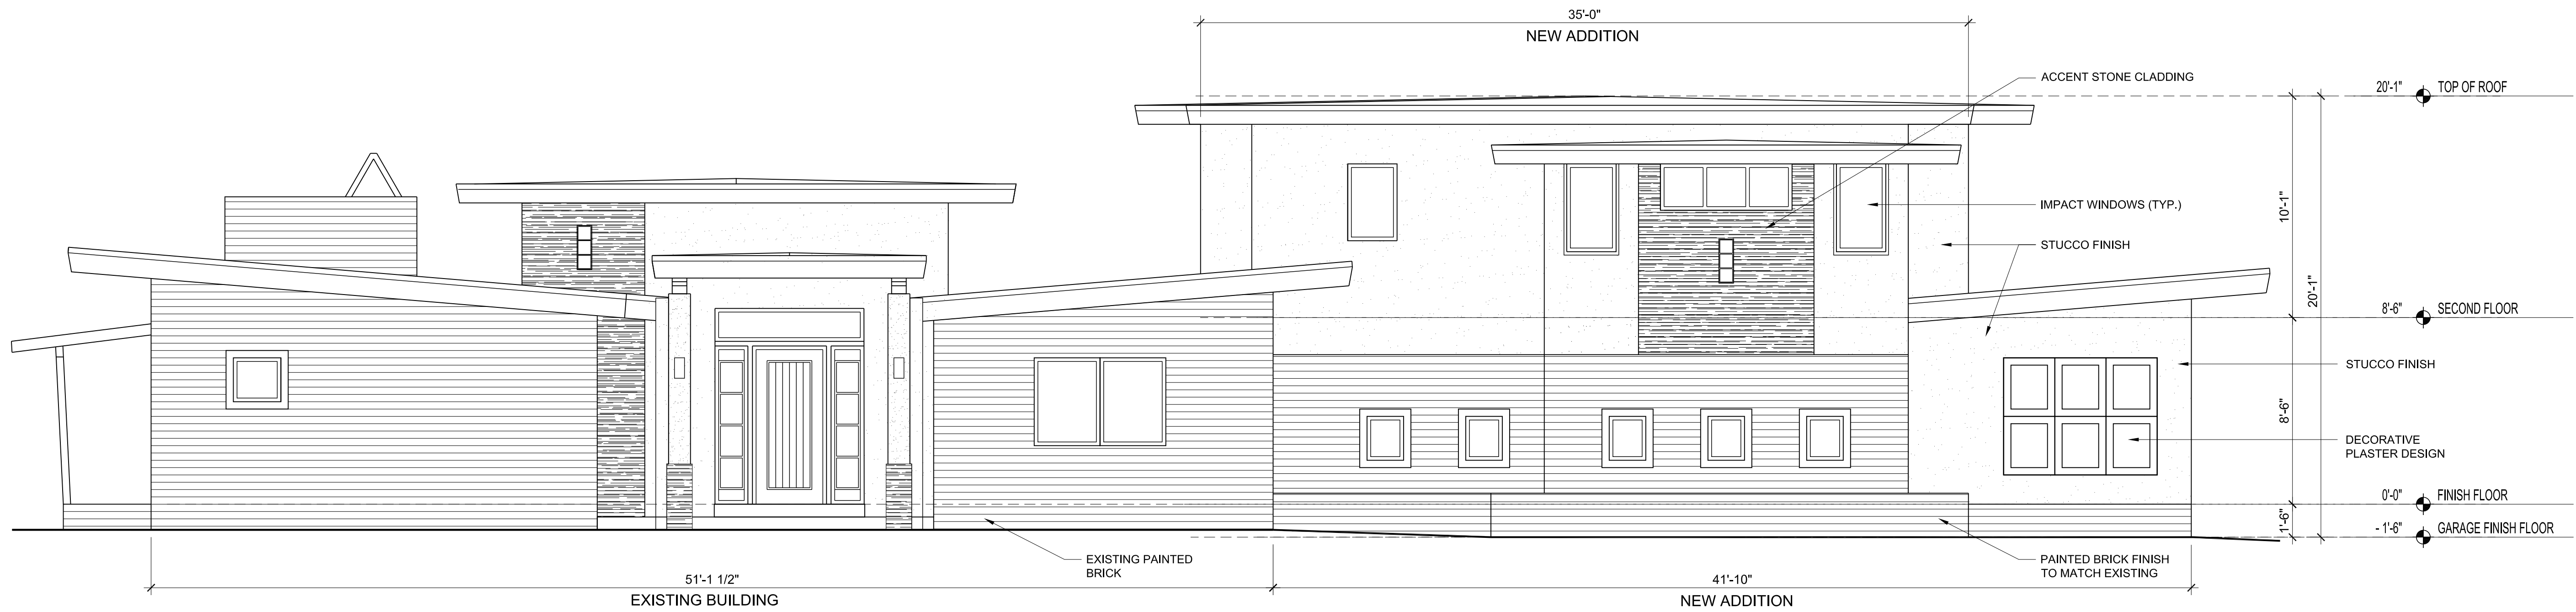 35'-0"
NEW ADDITION
ACCENT STONE CLADDING
20'-1" TOP OF ROOF
IMPACT WINDOWS (TYP.)
10'-1"
STUCCO FINISH
20'-1"
8'-6" SECOND FLOOR
STUCCO FINISH
8'-6"
DECORATIVE
PLASTER DESIGN
0'-0" FINISH FLOOR
1'-6"
- 1'-6" GARAGE FINISH FLOOR
EXISTING PAINTED
BRICK
PAINTED BRICK FINISH
TO MATCH EXISTING
51'-1 1/2"
EXISTING BUILDING
41'-10"
NEW ADDITION